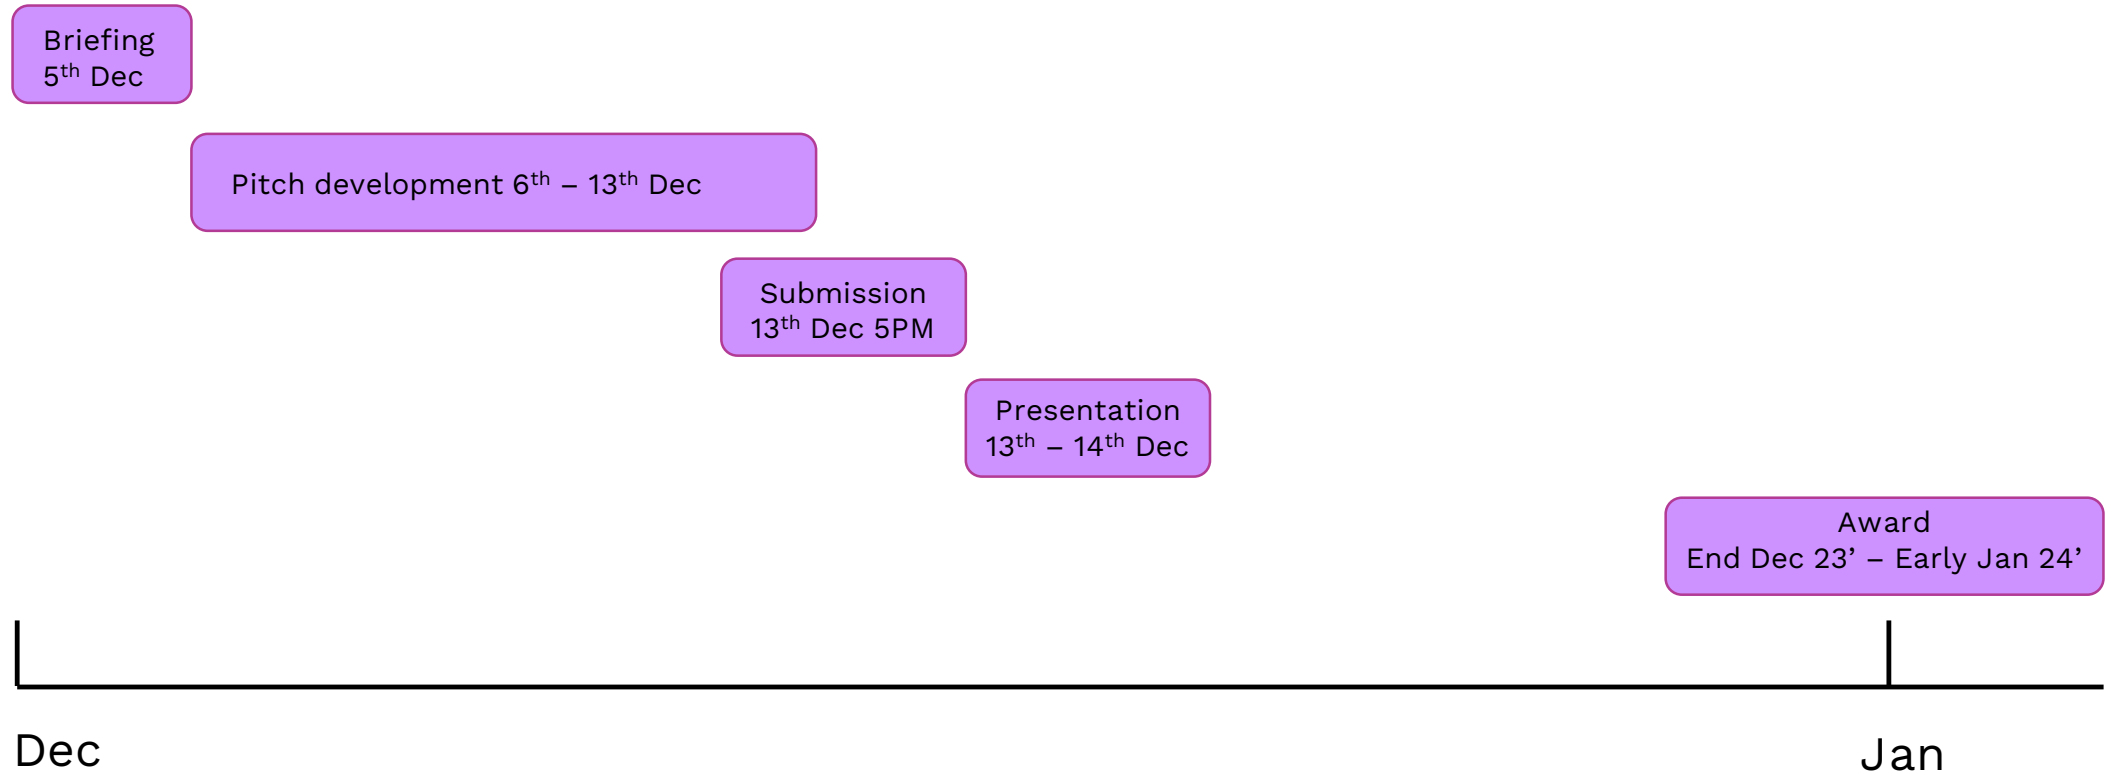 Briefing
5th Dec
Pitch development 6th – 13th Dec
Submission
13th Dec 5PM
Presentation
13th – 14th Dec
Award
End Dec 23’ – Early Jan 24’
Dec
Jan